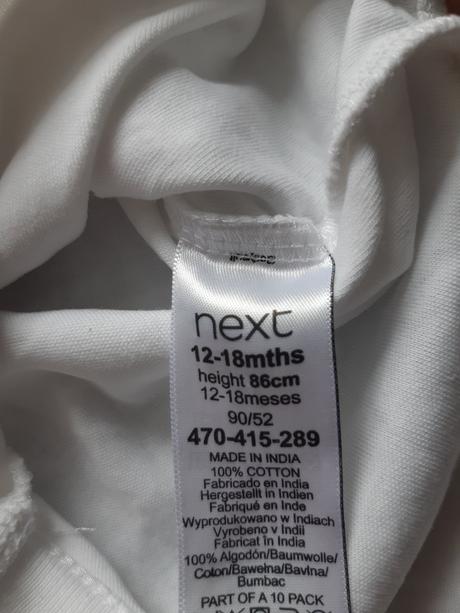 next
12-18mths
height 86cm
12-18meses
90/52
470-415-289
MADE IN INDIA
100% COTTON
Fabricado en India
Hergestellt in Indien
Fabriqué en Inde
Wyprodukowano w Indiach
Vyrobeno v Indii
Fabricat în India
100% Algodón/Baumwolle/
Coton/Bawełna/Bavlna/
Bumbac
PART OF A 10 PACK